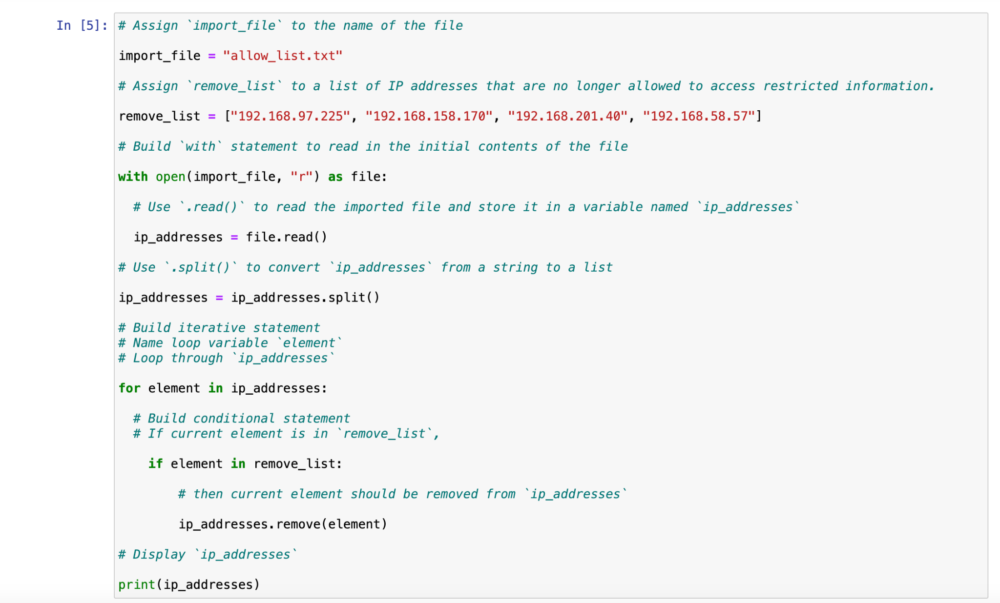 In [5]:
# Assign `import_file` to the name of the file
import_file = "allow_list.txt"
# Assign `remove_list` to a list of IP addresses that are no longer allowed to access restricted information.
remove_list = ["192.168.97.225", "192.168.158.170", "192.168.201.40", "192.168.58.57"]
# Build `with` statement to read in the initial contents of the file
with open(import_file, "r") as file:
  # Use `.read()` to read the imported file and store it in a variable named `ip_addresses`
  ip_addresses = file.read()
# Use `.split()` to convert `ip_addresses` from a string to a list
ip_addresses = ip_addresses.split()
# Build iterative statement
# Name loop variable `element`
# Loop through `ip_addresses`
for element in ip_addresses:
  # Build conditional statement
  # If current element is in `remove_list`,
    if element in remove_list:
        # then current element should be removed from `ip_addresses`
        ip_addresses.remove(element)
# Display `ip_addresses`
print(ip_addresses)